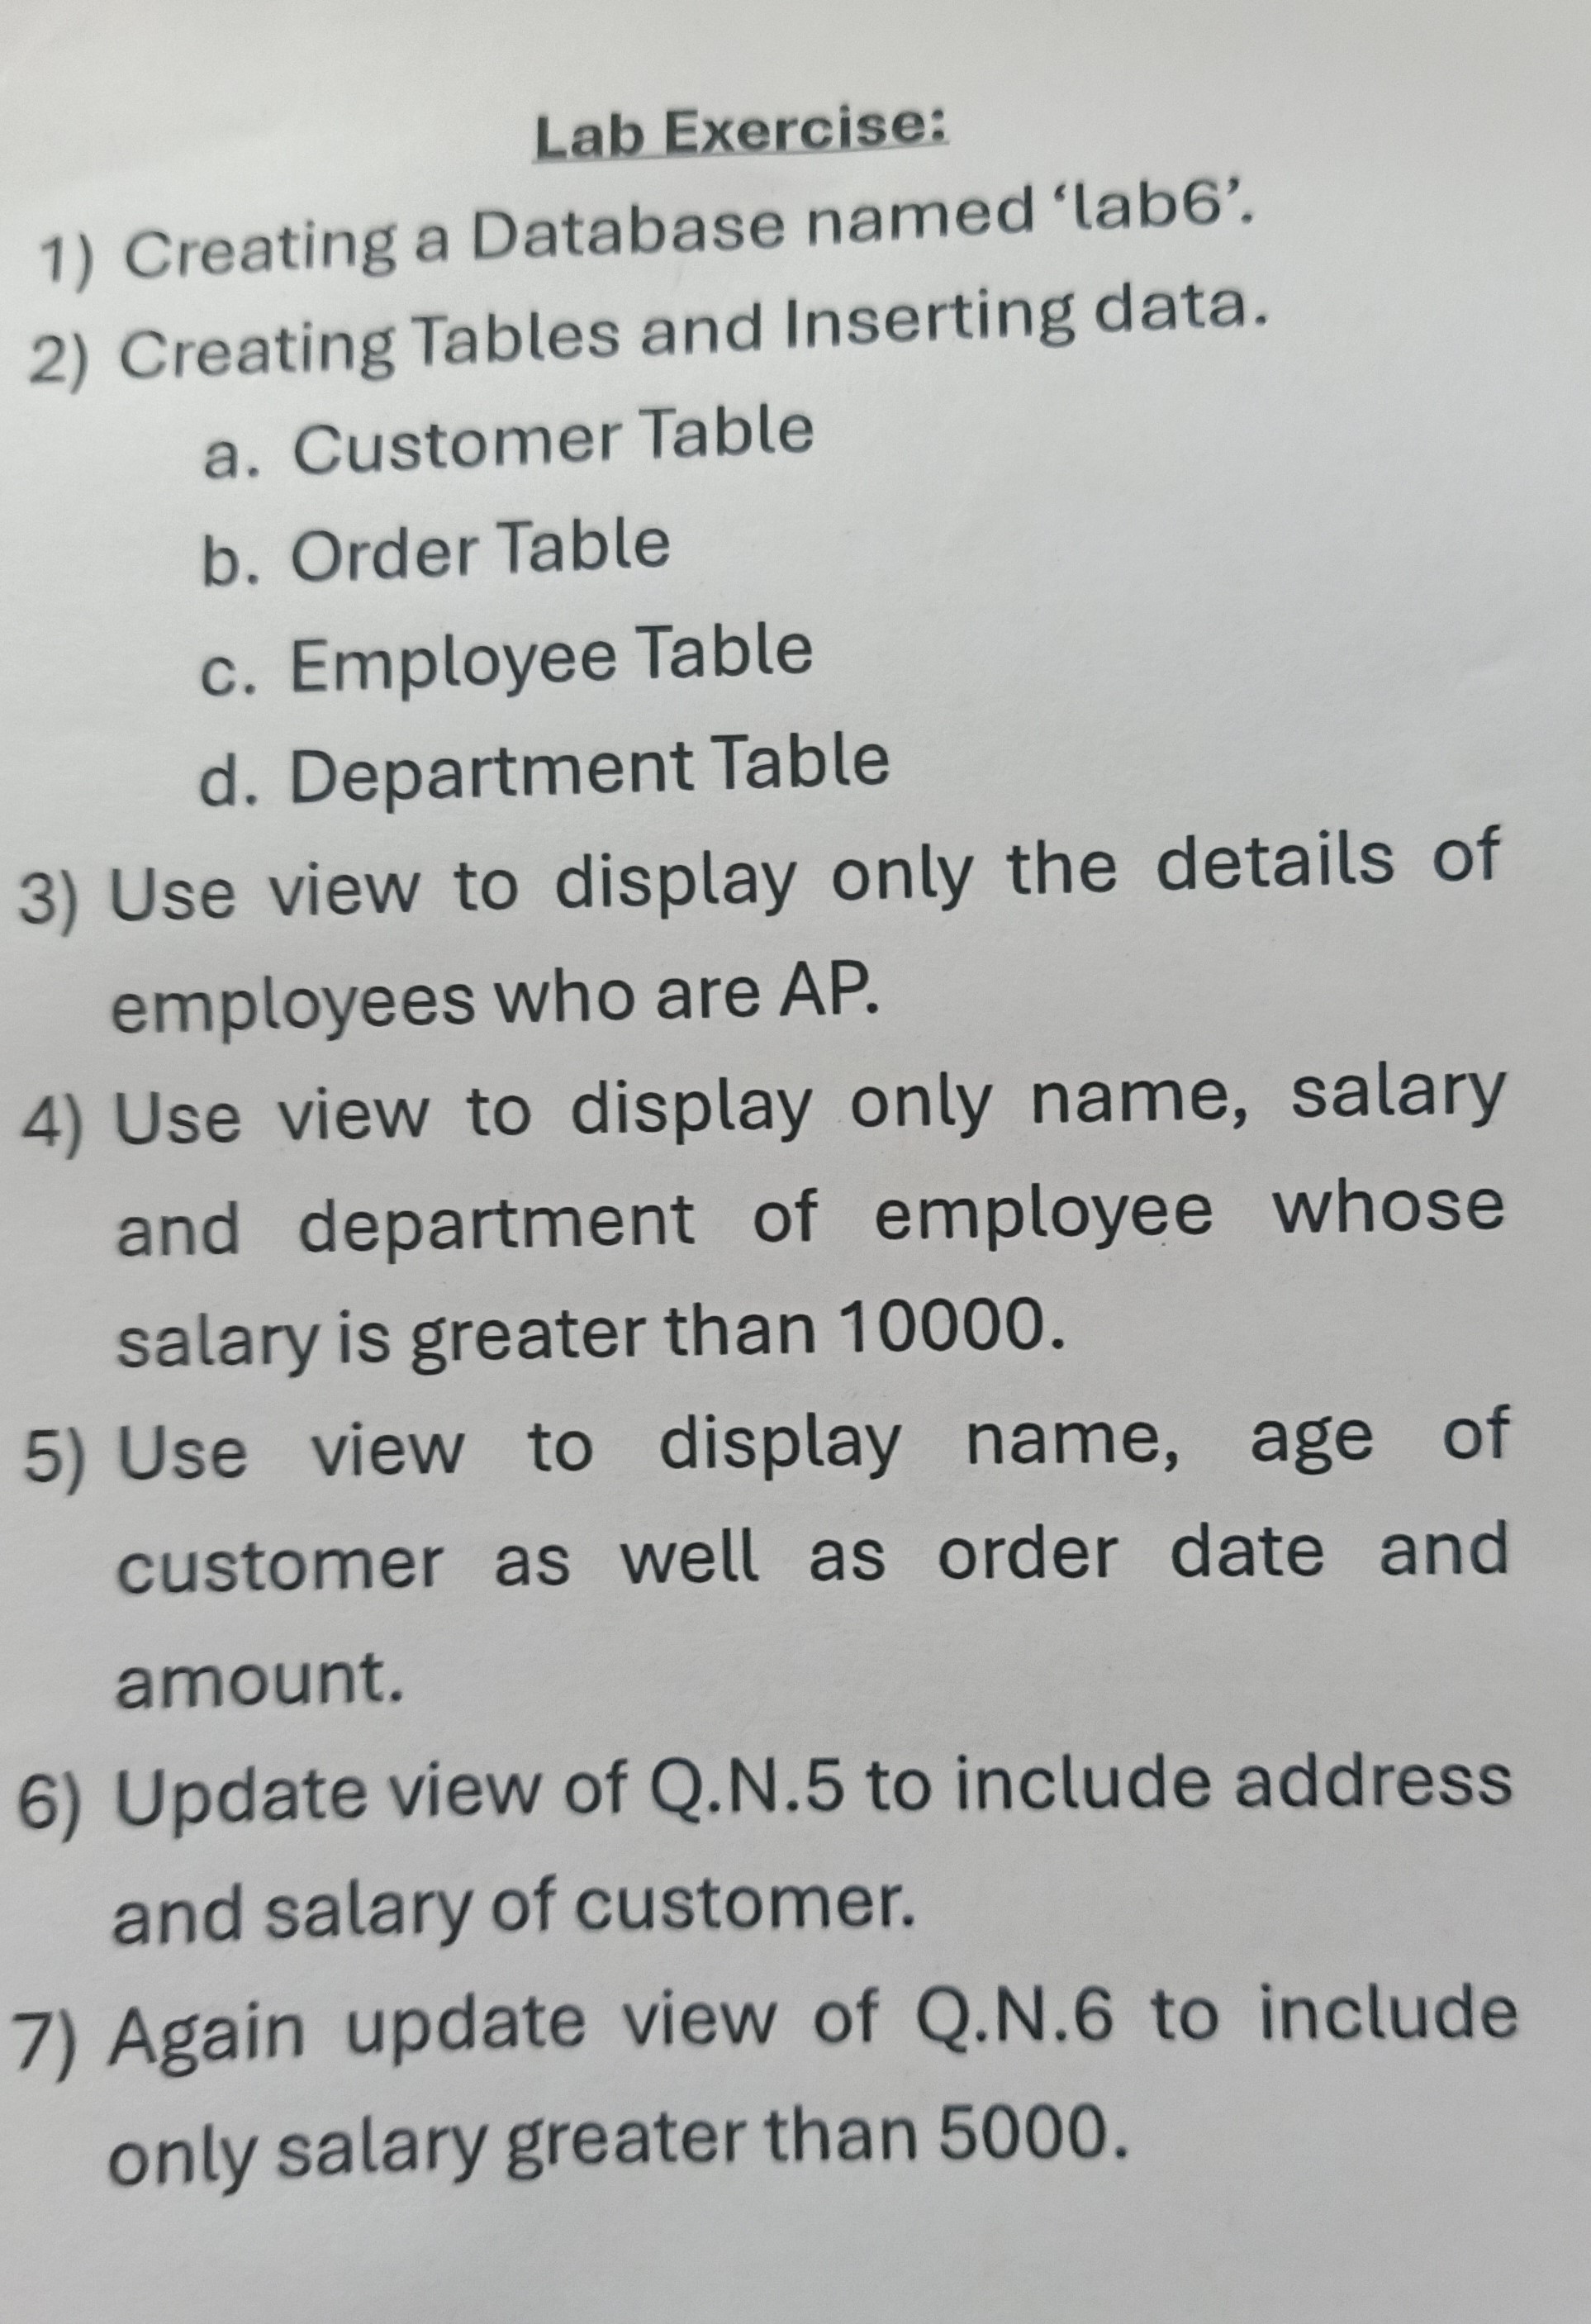 Lab Exercise:
1) Creating a Database named ‘lab6’.
2) Creating Tables and Inserting data.
a. Customer Table
b. Order Table
c. Employee Table
d. Department Table
3) Use view to display only the details of
employees who are AP.
4) Use view to display only name, salary
and department of employee whose
salary is greater than 10000.
5) Use view to display name, age of
customer as well as order date and
amount.
6) Update view of Q.N.5 to include address
and salary of customer.
7) Again update view of Q.N.6 to include
only salary greater than 5000.